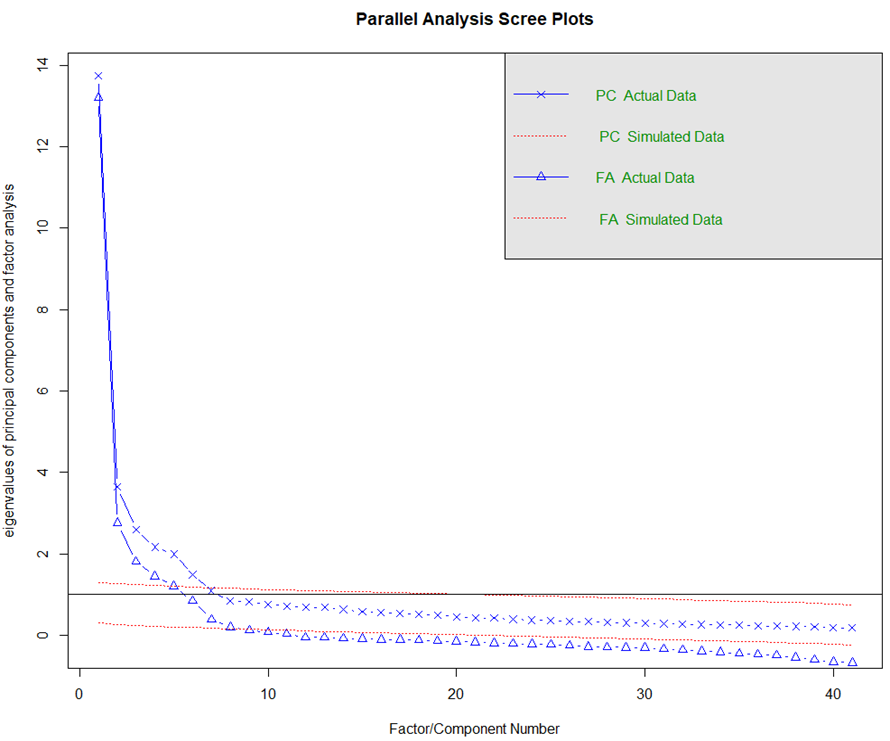 Parallel Analysis Scree Plots
eigenvalues of principal components and factor analysis
14
12
10
8
6
4
2
0
PC Actual Data
PC Simulated Data
FA Actual Data
FA Simulated Data
0 10 20 30 40
Factor/Component Number